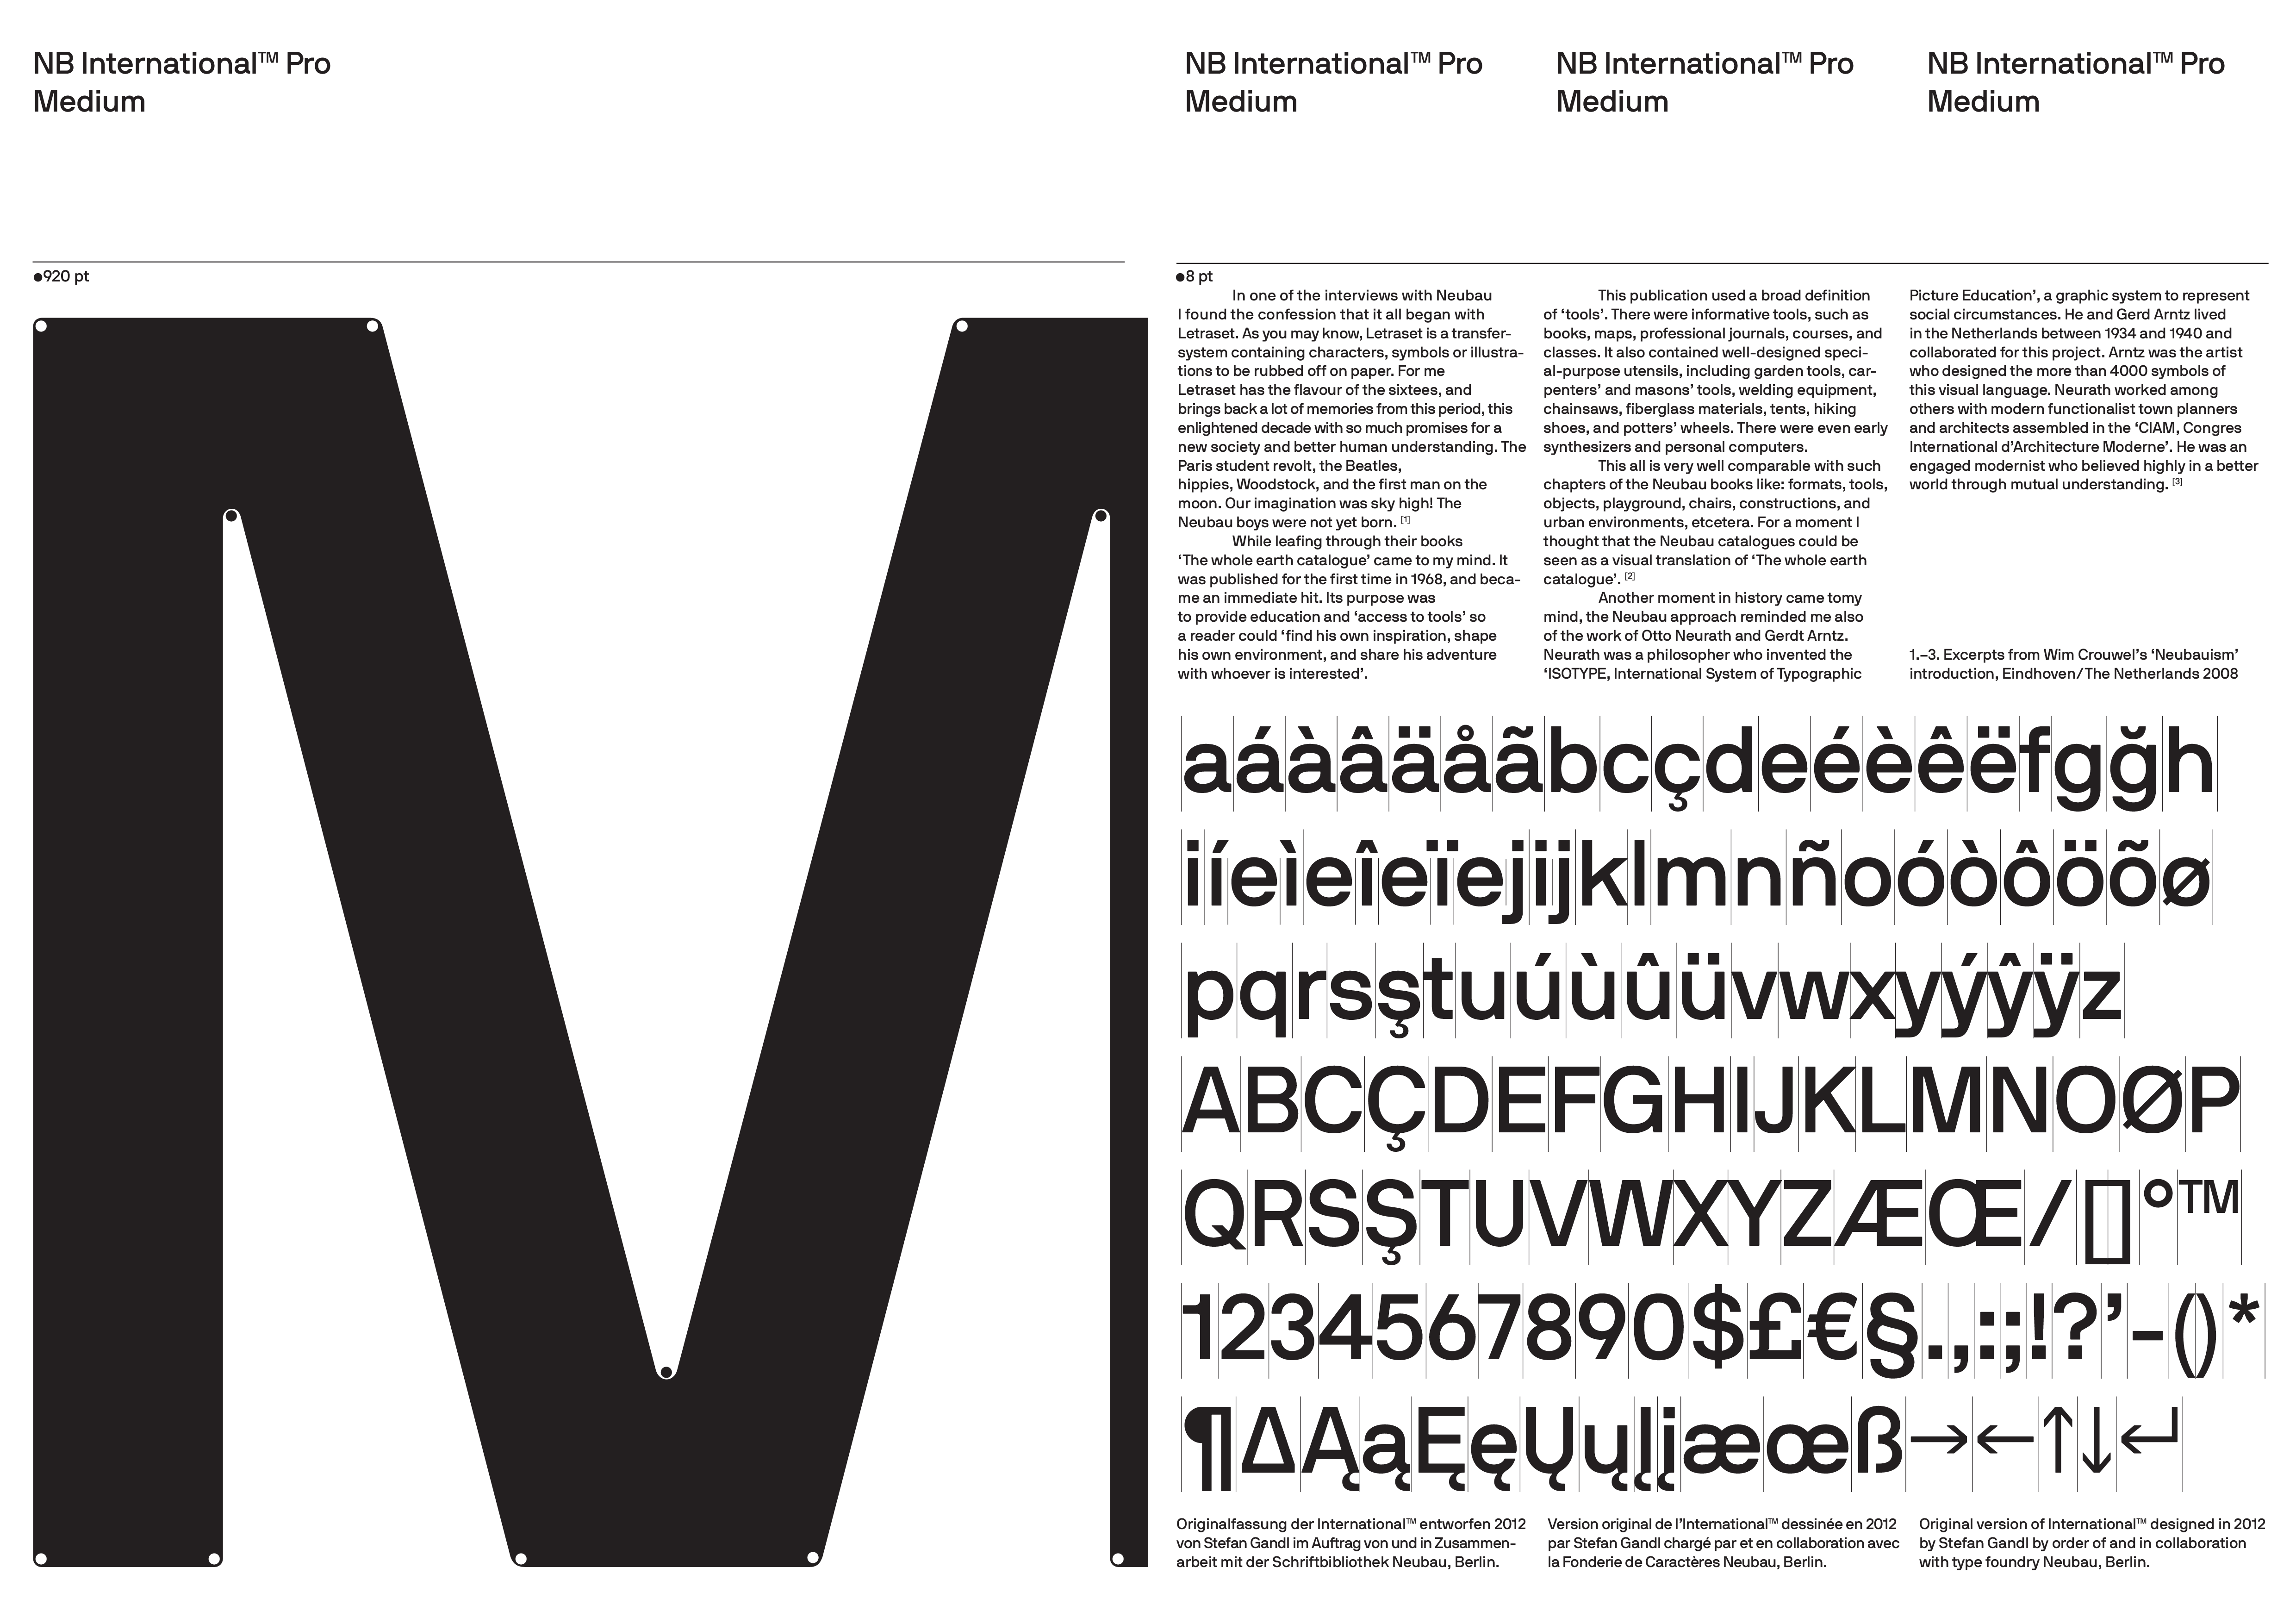 NB International™ Pro
Medium
●920 pt
M
NB International™ Pro
Medium
NB International™ Pro
Medium
NB International™ Pro
Medium
●8 pt
In one of the interviews with Neubau
I found the confession that it all began with
Letraset. As you may know, Letraset is a transfer-
system containing characters, symbols or illustra-
tions to be rubbed off on paper. For me
Letraset has the flavour of the sixtees, and
brings back a lot of memories from this period, this
enlightened decade with so much promises for a
new society and better human understanding. The
Paris student revolt, the Beatles,
hippies, Woodstock, and the first man on the
moon. Our imagination was sky high! The
Neubau boys were not yet born. [1]
While leafing through their books
‘The whole earth catalogue’ came to my mind. It
was published for the first time in 1968, and beca-
me an immediate hit. Its purpose was
to provide education and ‘access to tools’ so
a reader could ‘find his own inspiration, shape
his own environment, and share his adventure
with whoever is interested’.
This publication used a broad definition
of ‘tools’. There were informative tools, such as
books, maps, professional journals, courses, and
classes. It also contained well-designed speci-
al-purpose utensils, including garden tools, car-
penters’ and masons’ tools, welding equipment,
chainsaws, fiberglass materials, tents, hiking
shoes, and potters’ wheels. There were even early
synthesizers and personal computers.
This all is very well comparable with such
chapters of the Neubau books like: formats, tools,
objects, playground, chairs, constructions, and
urban environments, etcetera. For a moment I
thought that the Neubau catalogues could be
seen as a visual translation of ‘The whole earth
catalogue’. [2]
Another moment in history came tomy
mind, the Neubau approach reminded me also
of the work of Otto Neurath and Gerdt Arntz.
Neurath was a philosopher who invented the
‘ISOTYPE, International System of Typographic
Picture Education’, a graphic system to represent
social circumstances. He and Gerd Arntz lived
in the Netherlands between 1934 and 1940 and
collaborated for this project. Arntz was the artist
who designed the more than 4000 symbols of
this visual language. Neurath worked among
others with modern functionalist town planners
and architects assembled in the ‘CIAM, Congres
International d’Architecture Moderne’. He was an
engaged modernist who believed highly in a better
world through mutual understanding. [3]
1.–3. Excerpts from Wim Crouwel’s ‘Neubauism’
introduction, Eindhoven/The Netherlands 2008
aáàâäåãbcçdeéèêëfgğh
iíeìeîeïejijklmnñoóòôöõø
pqrsştuúùûüvwxyýŷÿz
ABCÇDEFGHIJKLMNOØP
QRSŞTUVWXYZÆŒ/[]°™
1234567890$£€§.,:;!?’-()*
¶∆ĄąĘęŲųįįæœß→←↑↓↵
Originalfassung der International™ entworfen 2012
von Stefan Gandl im Auftrag von und in Zusammen-
arbeit mit der Schriftbibliothek Neubau, Berlin.
Version original de l’International™ dessinée en 2012
par Stefan Gandl chargé par et en collaboration avec
la Fonderie de Caractères Neubau, Berlin.
Original version of International™ designed in 2012
by Stefan Gandl by order of and in collaboration
with type foundry Neubau, Berlin.